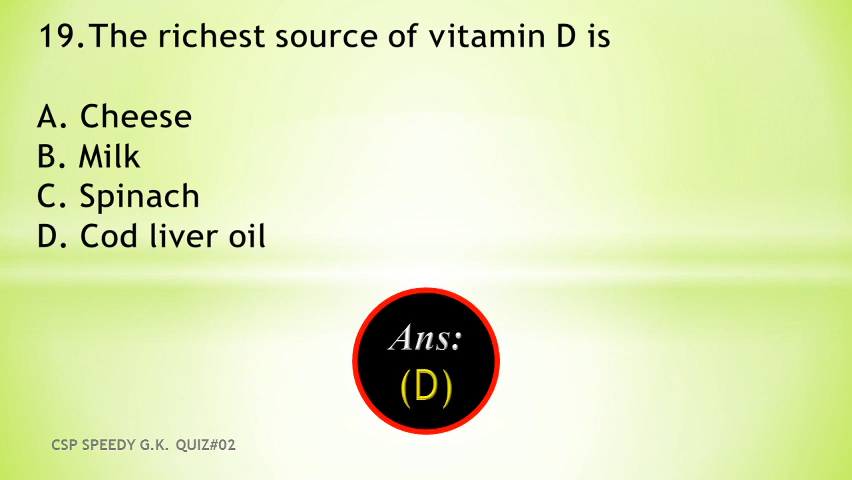 19.The richest source of vitamin D is
A. Cheese
B. Milk
C. Spinach
D. Cod liver oil
Ans:
(D)
CSP SPEEDY G.K. QUIZ#02